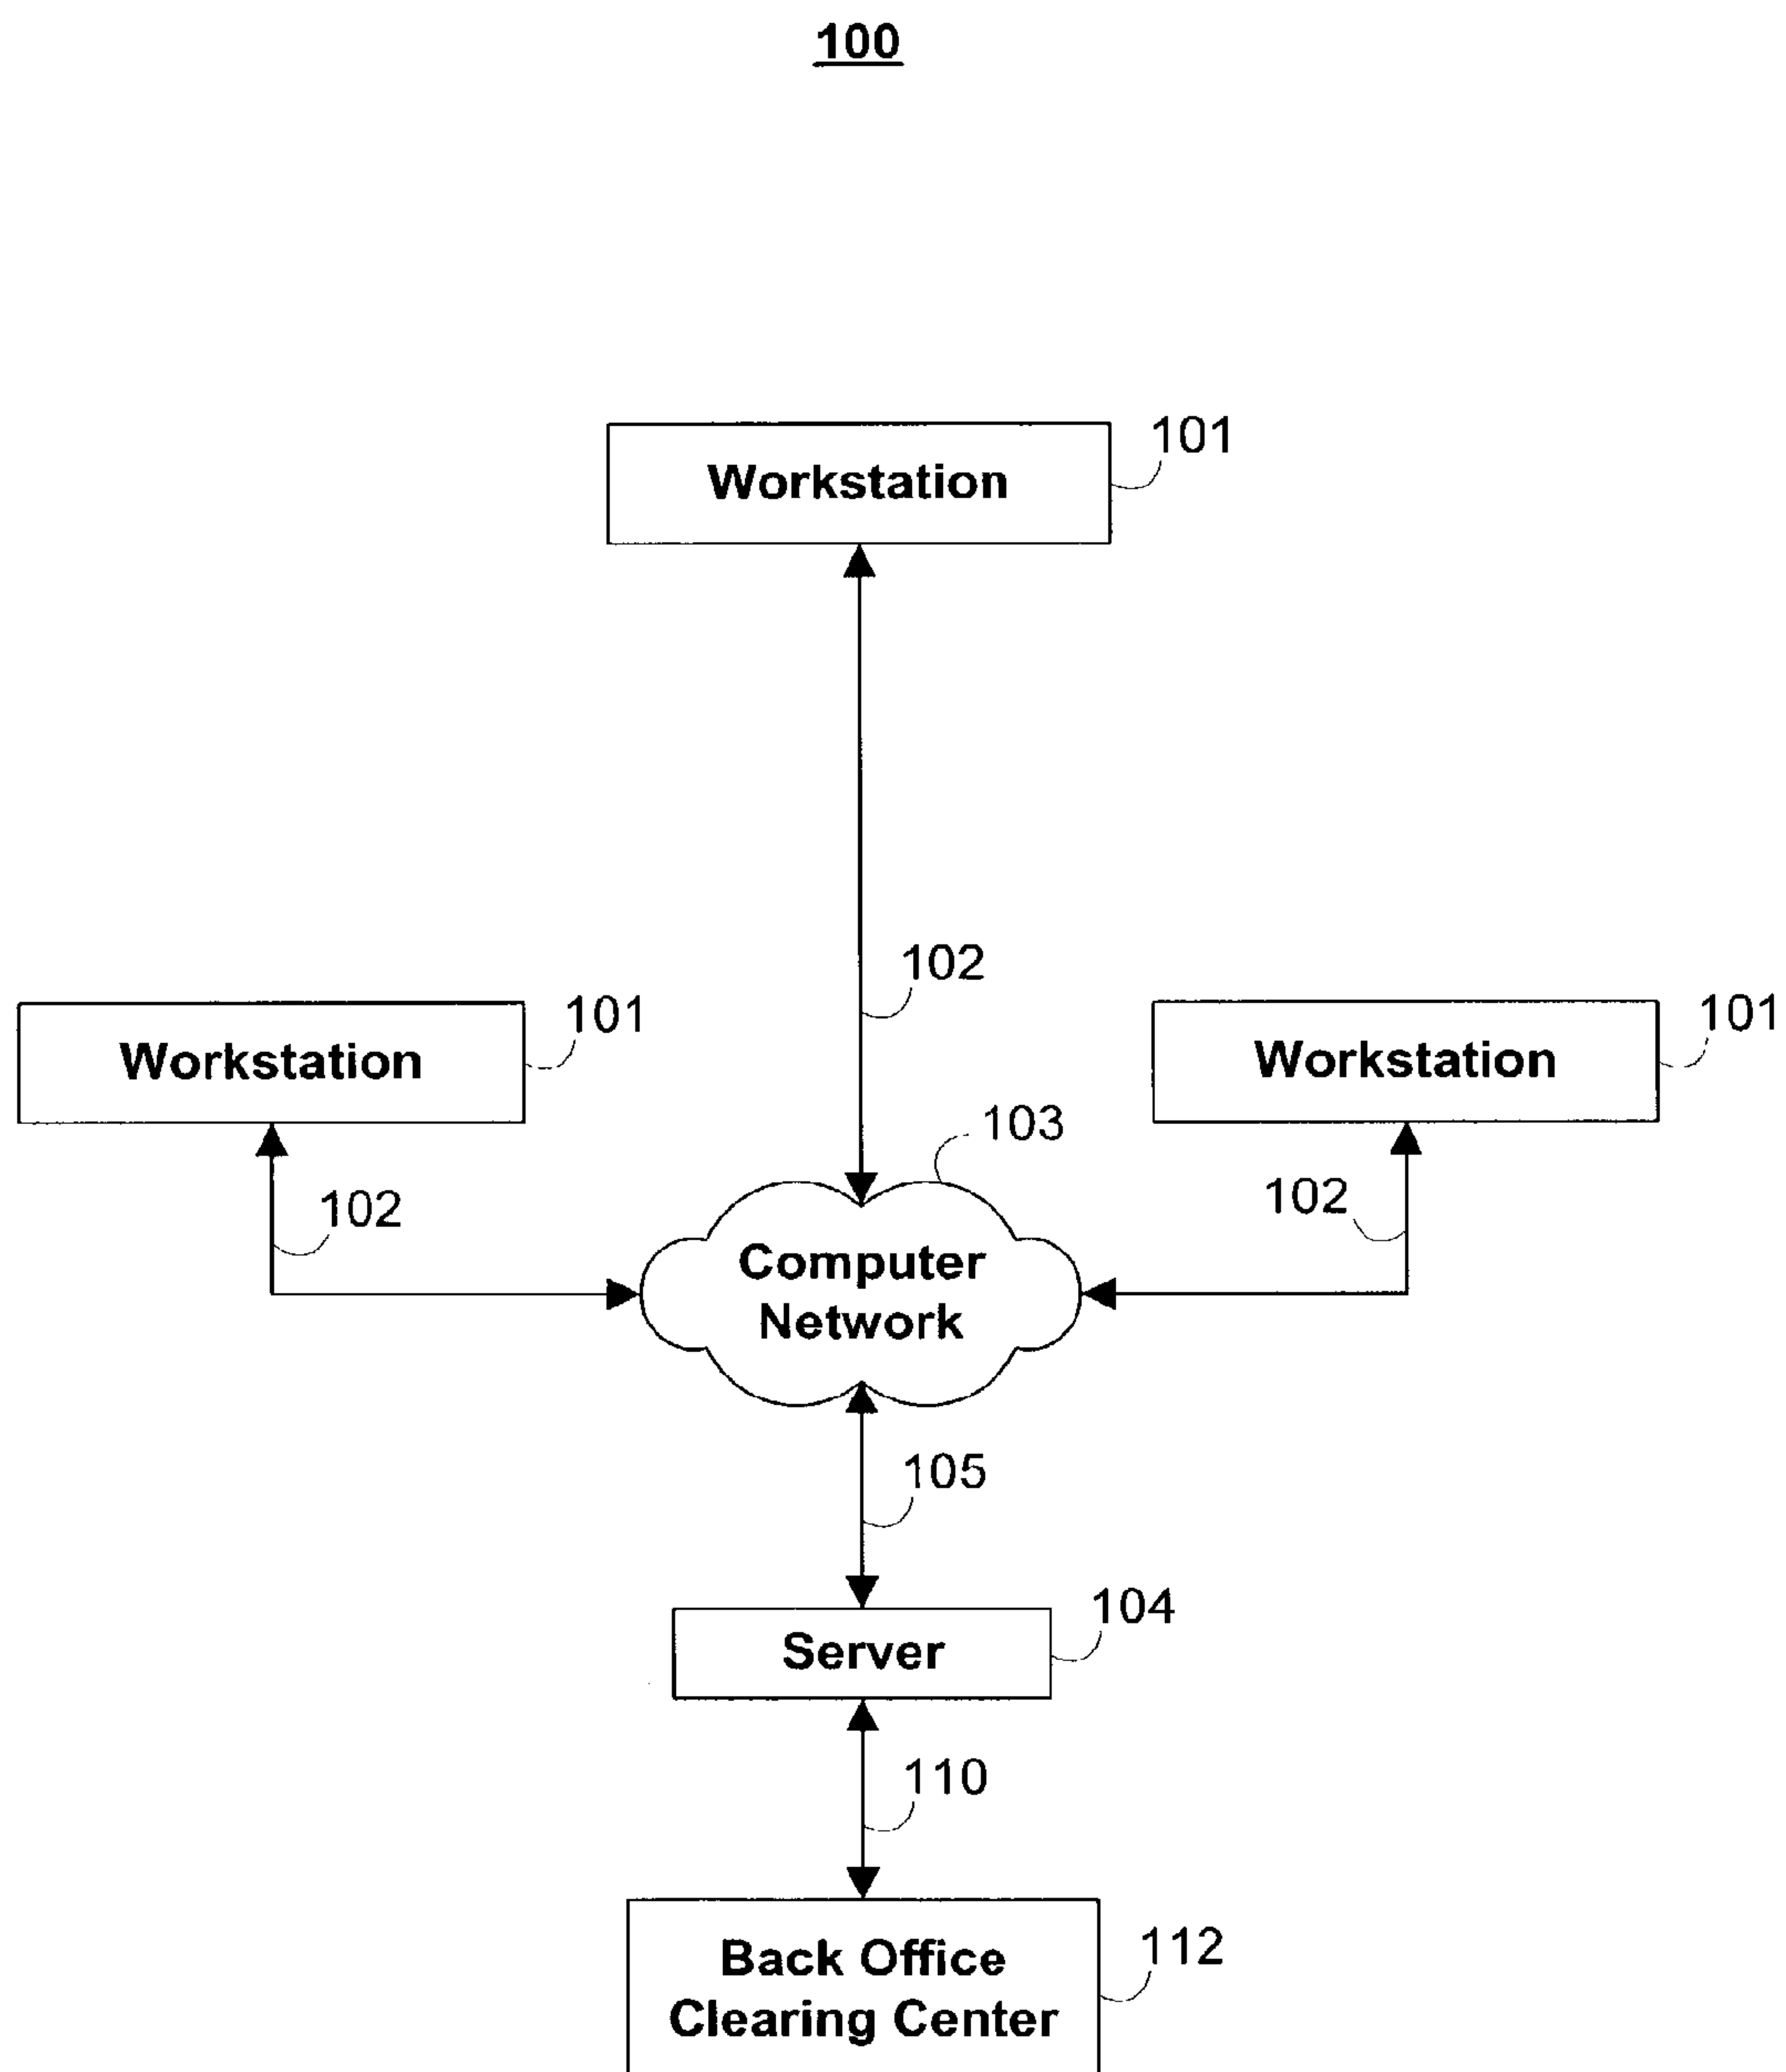 100
Workstation
101
102
Workstation
101
Workstation
101
103
102
102
Computer
Network
105
Server
104
110
Back Office
Clearing Center
112